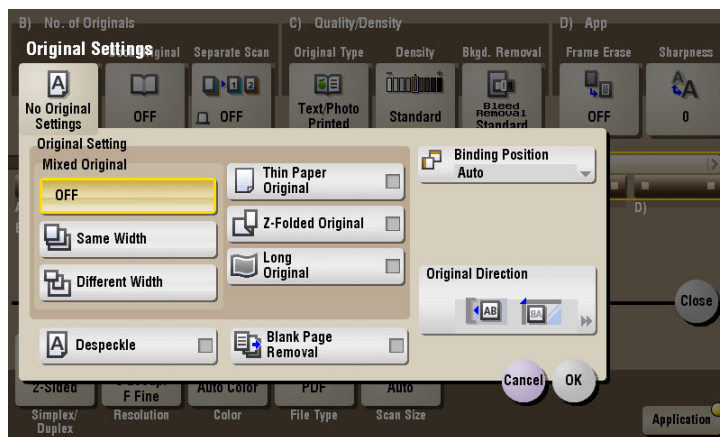 B) No. of Originals
C) Quality/Density
D) App
Original Settings
Original
Separate Scan
Original Type
Density
Bkgd. Removal
Frame Erase
Sharpness
No Original
Settings
OFF
OFF
Text/Photo
Printed
Standard
Bleed
Removal
Standard
OFF
0
Original Setting
Mixed Original
OFF
Same Width
Different Width
Thin Paper
Original
Z-Folded Original
Long
Original
Binding Position
Auto
D)
Original Direction
AB
BA
Close
Despeckle
Blank Page
Removal
Cancel
OK
2-Sided
F Fine
Auto Color
PDF
Auto
Simplex/
Duplex
Resolution
Color
File Type
Scan Size
Application